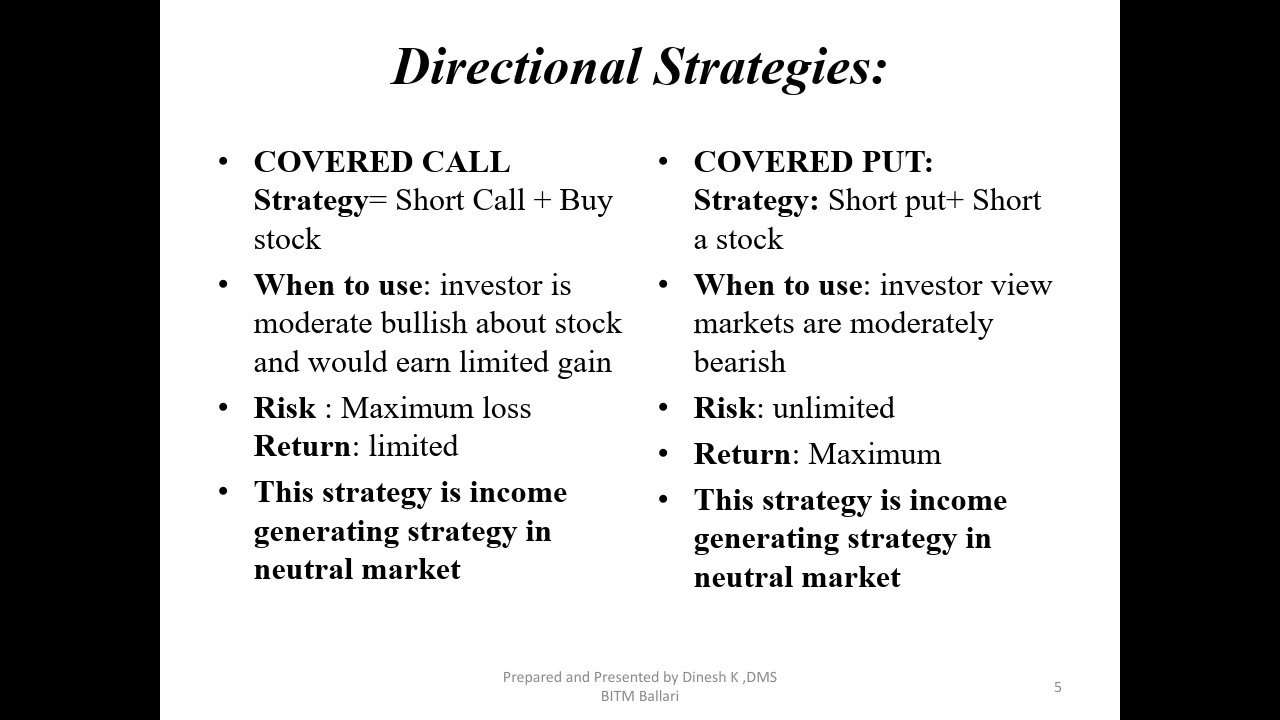 Directional Strategies:
• COVERED CALL
Strategy= Short Call + Buy
stock
• When to use: investor is
moderate bullish about stock
and would earn limited gain
• Risk : Maximum loss
Return: limited
• This strategy is income
generating strategy in
neutral market
• COVERED PUT:
Strategy: Short put+ Short
a stock
• When to use: investor view
markets are moderately
bearish
• Risk: unlimited
• Return: Maximum
• This strategy is income
generating strategy in
neutral market
Prepared and Presented by Dinesh K ,DMS
BITM Ballari
5